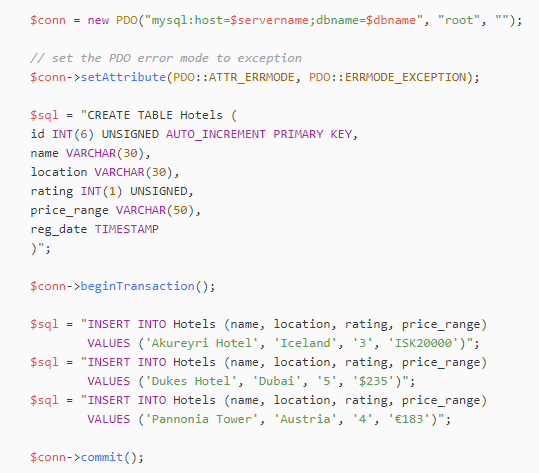 $conn = new PDO("mysql:host=$servername;dbname=$dbname", "root", "");
// set the PDO error mode to exception
$conn->setAttribute(PDO::ATTR_ERRMODE, PDO::ERRMODE_EXCEPTION);
$sql = "CREATE TABLE Hotels (
id INT(6) UNSIGNED AUTO_INCREMENT PRIMARY KEY,
name VARCHAR(30),
location VARCHAR(30),
rating INT(1) UNSIGNED,
price_range VARCHAR(50),
reg_date TIMESTAMP
)";
$conn->beginTransaction();
$sql = "INSERT INTO Hotels (name, location, rating, price_range)
VALUES ('Akureyri Hotel', 'Iceland', '3', 'ISK20000')";
$sql = "INSERT INTO Hotels (name, location, rating, price_range)
VALUES ('Dukes Hotel', 'Dubai', '5', '$235')";
$sql = "INSERT INTO Hotels (name, location, rating, price_range)
VALUES ('Pannonia Tower', 'Austria', '4', '€183')";
$conn->commit();